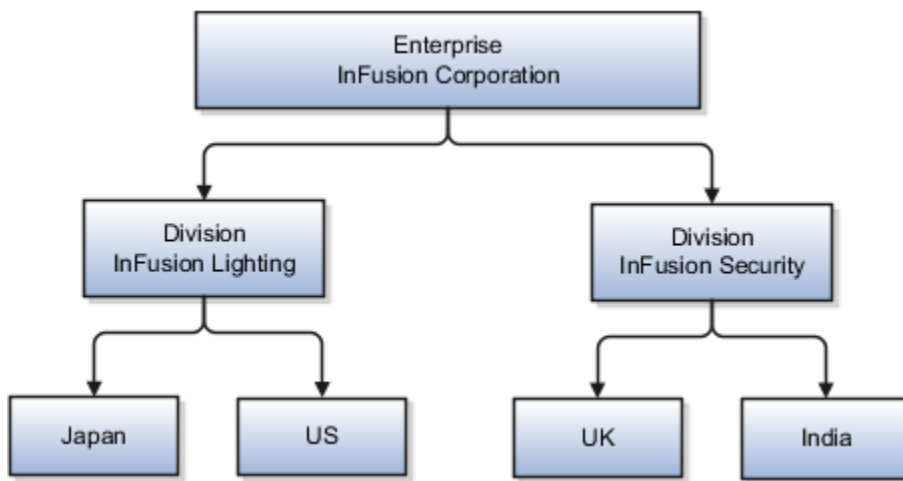 Enterprise
InFusion Corporation
Division
InFusion Lighting
Division
InFusion Security
Japan
US
UK
India